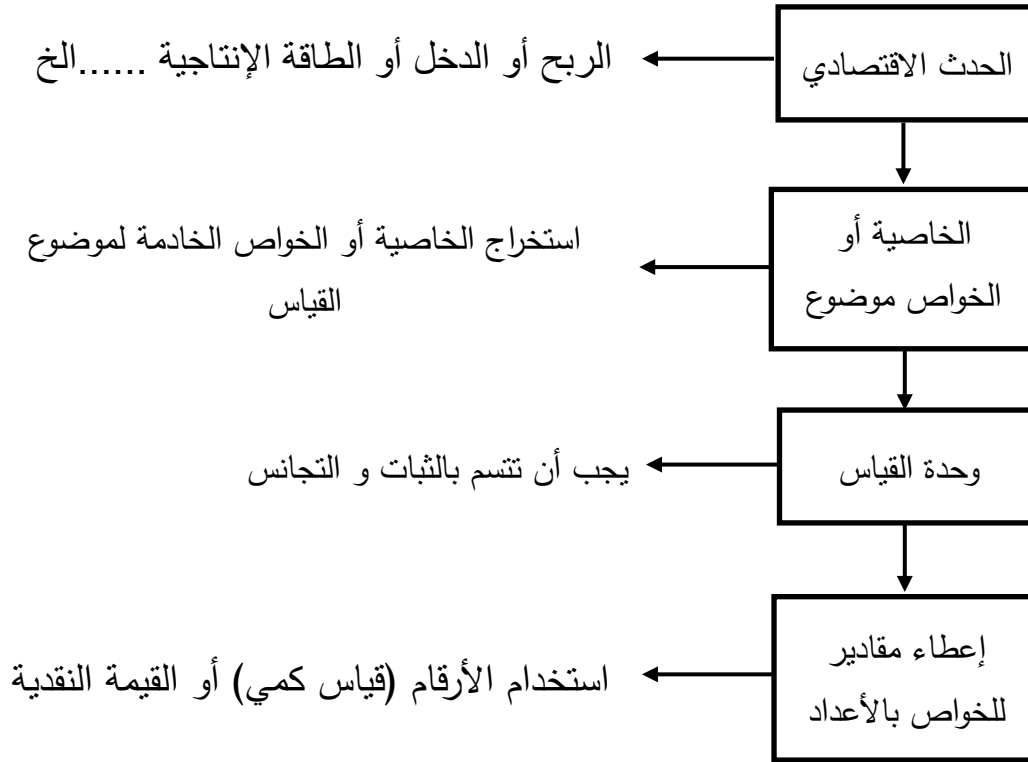 الحدث الاقتصادي
الربح أو الدخل أو الطاقة الإنتاجية ......الخ
الخاصية أو
الخواص موضوع
استخراج الخاصية أو الخواص الخادمة لموضوع
القياس
وحدة القياس
يجب أن تتسم بالثبات و التجانس
إعطاء مقادير
للخواص بالأعداد
استخدام الأرقام (قياس كمي) أو القيمة النقدية